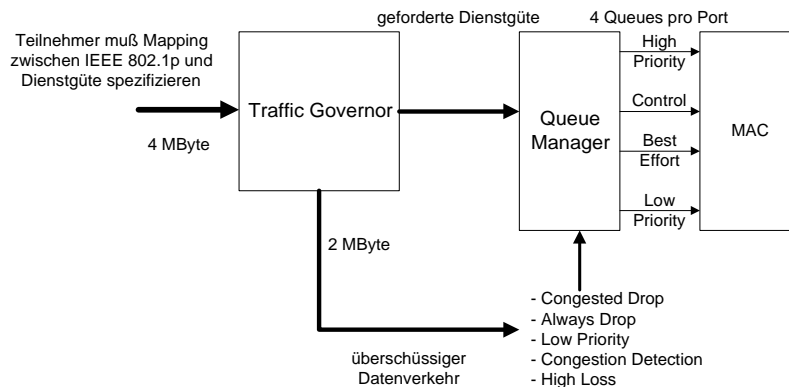 Teilnehmer muß Mapping
zwischen IEEE 802.1p und
Dienstgüte spezifizieren
4 MByte
Traffic Governor
geforderte Dienstgüte
Queue
Manager
4 Queues pro Port
High
Priority
Control
Best
Effort
Low
Priority
MAC
2 MByte
überschüssiger
Datenverkehr
- Congested Drop
- Always Drop
- Low Priority
- Congestion Detection
- High Loss